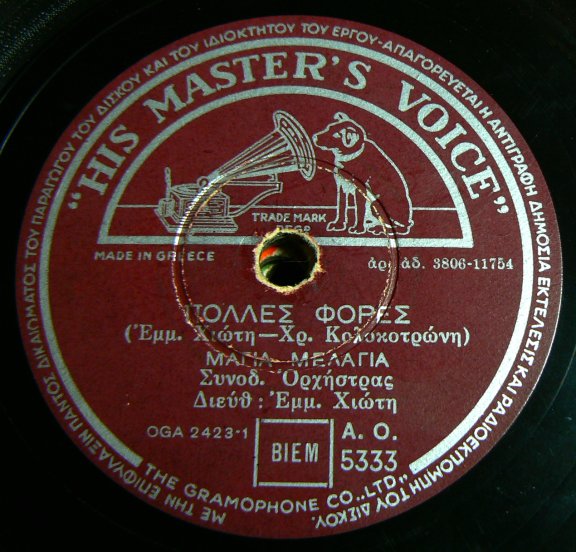 ΜΕ ΤΗΝ ΕΠΙΦΥΛΑΞΙΝ ΠΑΝΤΟΣ ΔΙΚΑΙΩΜΑΤΟΣ ΤΟΥ ΠΑΡΑΓΩΓΟΥ ΤΟΥ ΔΙΣΚΟΥ ΚΑΙ ΤΟΥ ΙΔΙΟΚΤΗΤΟΥ ΤΟΥ ΕΡΓΟΥ-ΑΠΑΓΟΡΕΥΕΤΑΙ Η ΑΝΤΙΓΡΑΦΗ ΔΗΜΟΣΙΑ ΕΚΤΕΛΕΣΙΣ ΚΑΙ ΡΑΔΙΟΕΚΠΟΜΠΗ ΤΟΥ ΔΙΣΚΟΥ.
"HIS MASTER'S VOICE"
TRADE MARK
REGD
MADE IN GREECE
ἀρ. ἀδ. 3806-11754
ΠΟΛΛΕΣ ΦΟΡΕΣ
(Ἐμμ. Χιώτη—Χρ. Κολοκοτρώνη)
ΜΑΓΙΑ ΜΕΛΑΓΙΑ
Συνοδ. Ὀρχήστρας
Διεύθ: Ἐμμ. Χιώτη
OGA 2423-1
BIEM
A. O.
5333
THE GRAMOPHONE CO., LTD"